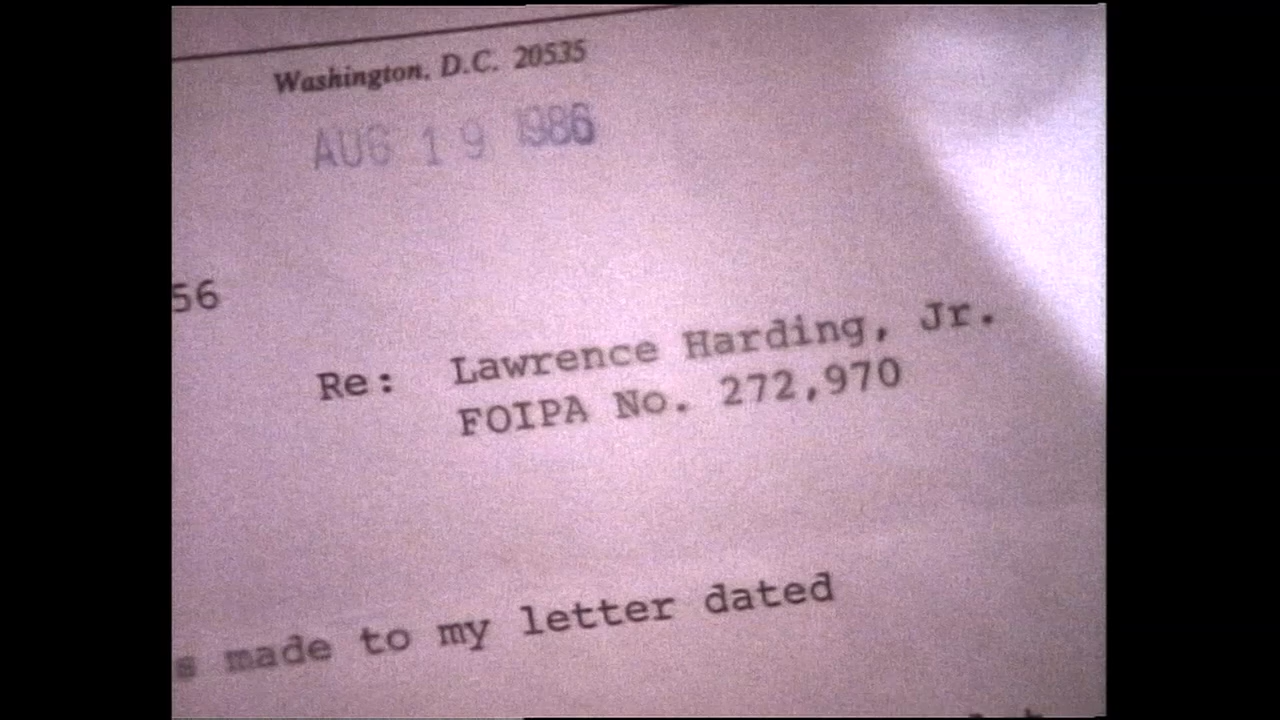 Washington, D.C. 20535
AUG 19 1986
56
Re: Lawrence Harding, Jr.
FOIPA No. 272,970
s made to my letter dated